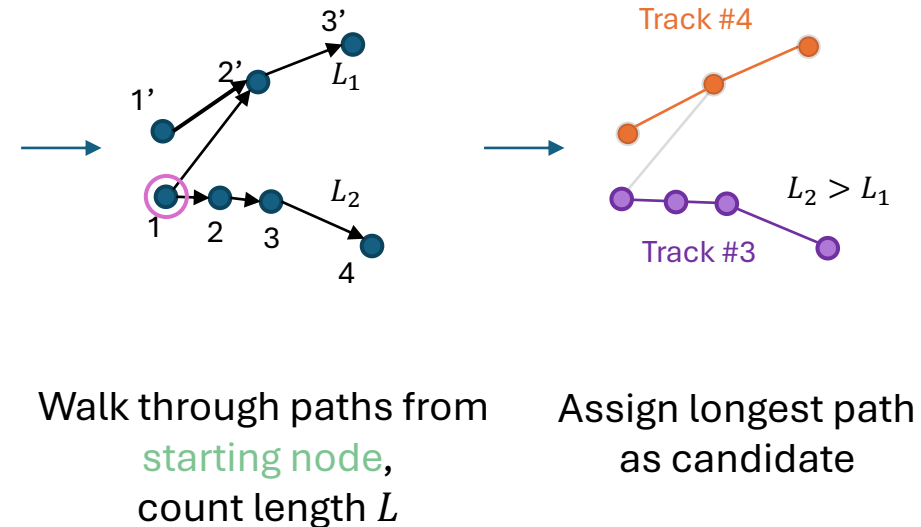 3’
2’
L₁
1’
L₂
1
2
3
4
Walk through paths from
starting node,
count length L
Track #4
L₂ > L₁
Track #3
Assign longest path
as candidate